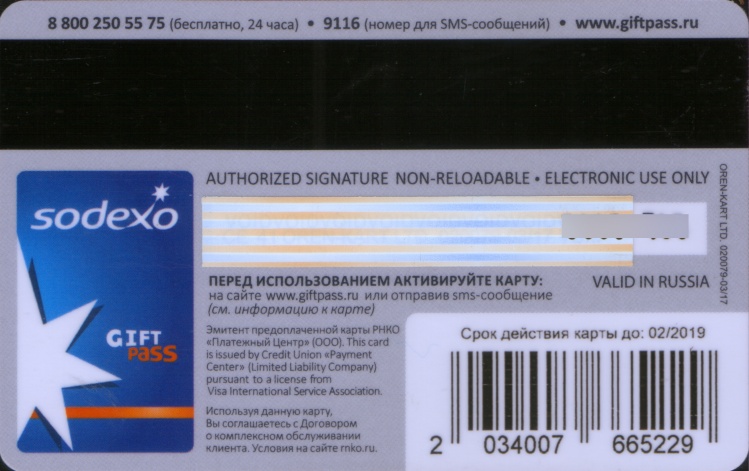 8 800 250 55 75 (бесплатно, 24 часа) • 9116 (номер для SMS-сообщений) • www.giftpass.ru
AUTHORIZED SIGNATURE NON-RELOADABLE • ELECTRONIC USE ONLY
OREN-KART LTD. 020079-03/17
sodexo
GIFT
Pass
ПЕРЕД ИСПОЛЬЗОВАНИЕМ АКТИВИРУЙТЕ КАРТУ:
на сайте www.giftpass.ru или отправив sms-сообщение
(см. информацию к карте)
VALID IN RUSSIA
Эмитент предоплаченной карты РНКО
«Платежный Центр» (ООО). This card
is issued by Credit Union «Payment
Center» (Limited Liability Company)
pursuant to a license from
Visa International Service Association.
Используя данную карту,
Вы соглашаетесь с Договором
о комплексном обслуживании
клиента. Условия на сайте rnko.ru.
Срок действия карты до: 02/2019
2 034007 665229